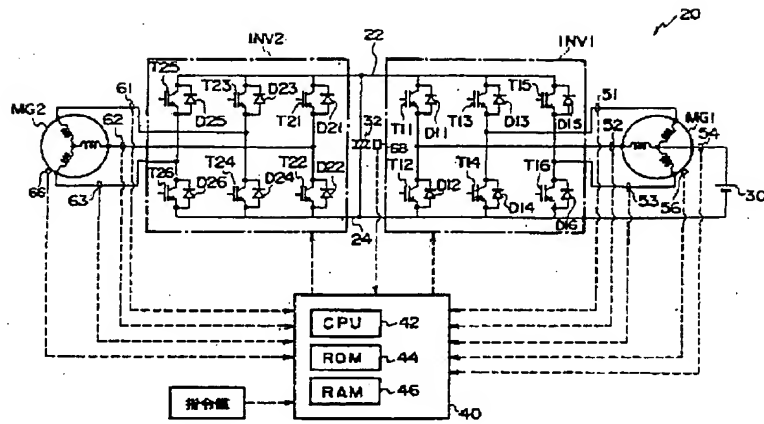 20
INV2
22
INV1
T25
T23
D23
T15
51
MG2
61
D25
T21
D21
32
T11
D11
T13
D13
D15
MG1
62
68
52
54
T26
T24
T22
D22
T12
D12
T14
T16
66
63
D26
D24
D14
53
56
30
24
D16
CPU
42
ROM
44
RAM
46
40
指令値